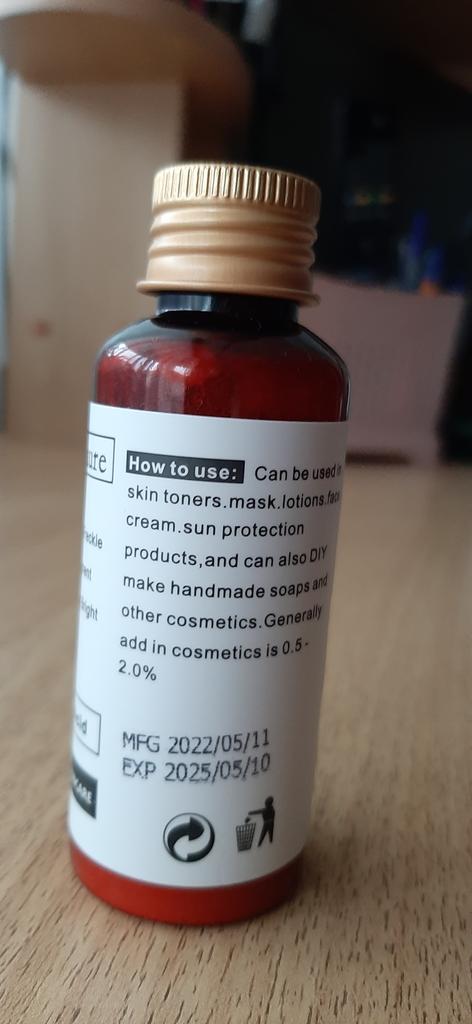 How to use: Can be used in
skin toners.mask.lotions.face
cream.sun protection
products,and can also DIY
make handmade soaps and
other cosmetics.Generally
add in cosmetics is 0.5-
2.0%
MFG 2022/05/11
EXP 2025/05/10